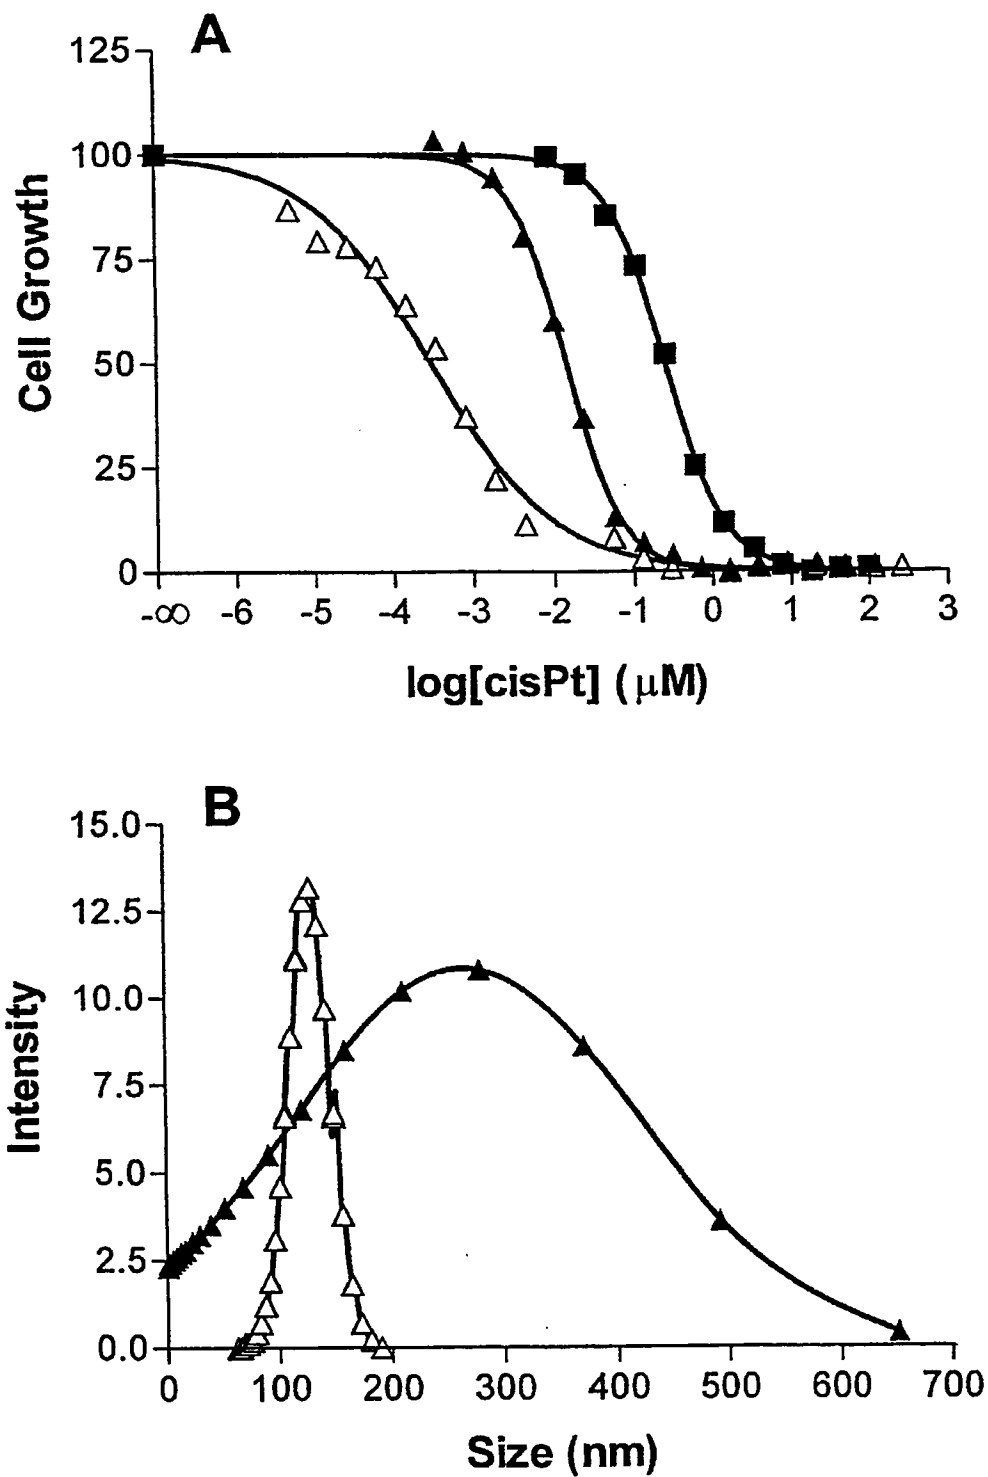 A
125
100
75
50
25
0
Cell Growth
-∞ -6 -5 -4 -3 -2 -1 0 1 2 3
log[cisPt] (μM)
B
15.0
12.5
10.0
7.5
5.0
2.5
0.0
Intensity
0 100 200 300 400 500 600 700
Size (nm)